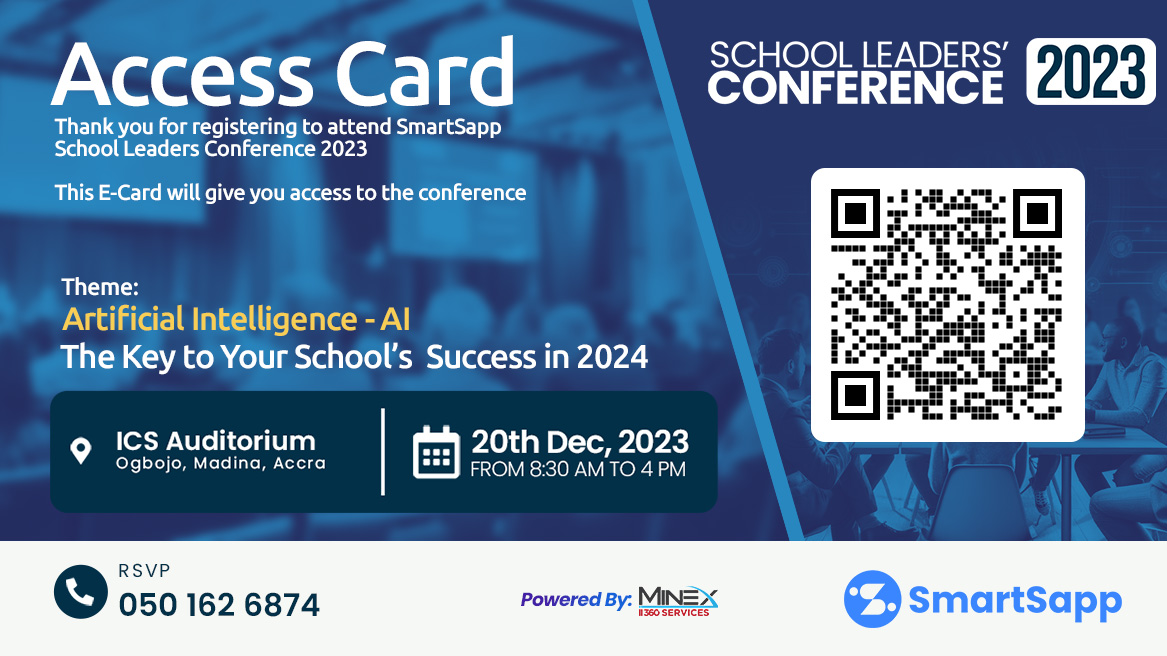 Access Card
Thank you for registering to attend SmartSapp
School Leaders Conference 2023
This E-Card will give you access to the conference
Theme:
Artificial Intelligence - AI
The Key to Your School’s Success in 2024
ICS Auditorium
Ogbojo, Madina, Accra
20th Dec, 2023
FROM 8:30 AM TO 4 PM
SCHOOL LEADERS’
CONFERENCE
2023
RSVP
050 162 6874
Powered By: MINEX
360 SERVICES
SmartSapp